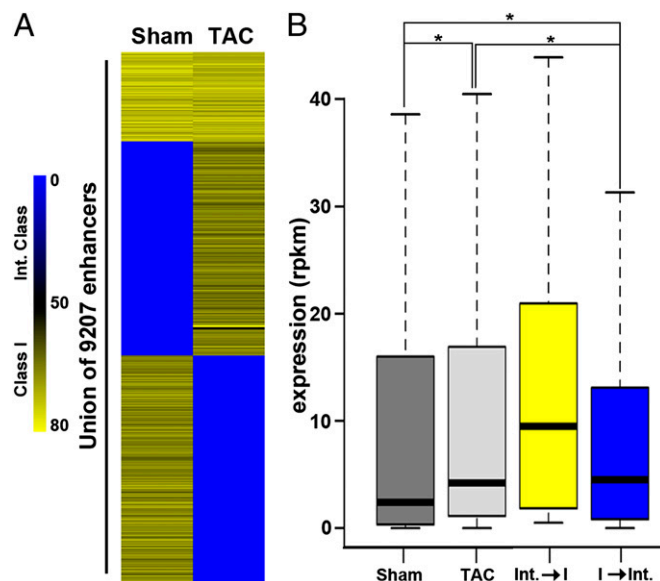 A
Sham TAC
Union of 9207 enhancers
Int. Class
Class I
0
50
80
B
*
*
*
expression (rpkm)
40
30
20
10
0
Sham TAC Int.→I I→Int.